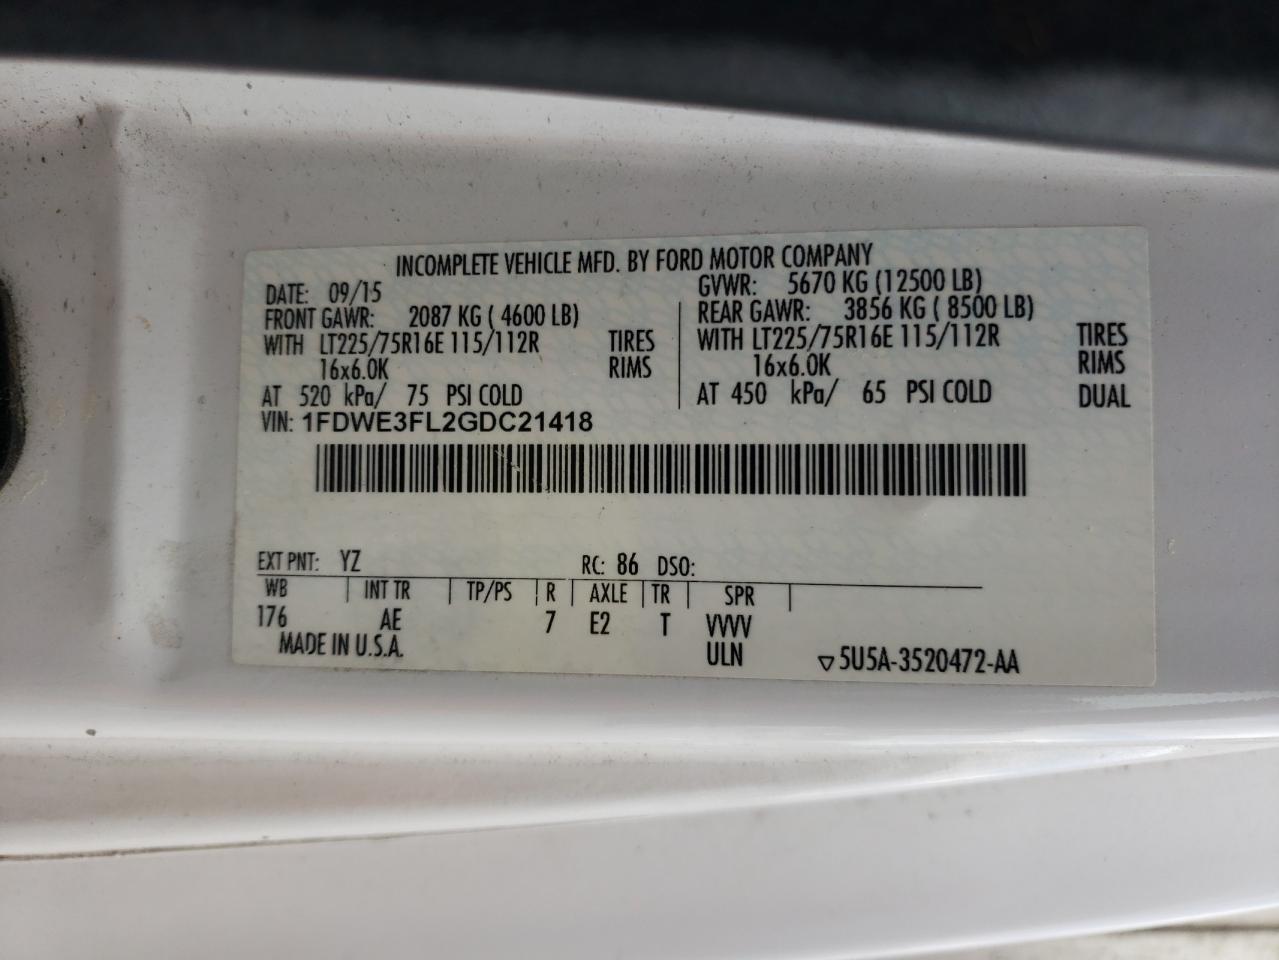 INCOMPLETE VEHICLE MFD. BY FORD MOTOR COMPANY
DATE: 09/15 GVWR: 5670 KG (12500 LB)
FRONT GAWR: 2087 KG ( 4600 LB) REAR GAWR: 3856 KG ( 8500 LB)
WITH LT225/75R16E 115/112R TIRES WITH LT225/75R16E 115/112R TIRES
16x6.0K RIMS 16x6.0K RIMS
AT 520 kPa/ 75 PSI COLD AT 450 kPa/ 65 PSI COLD DUAL
VIN: 1FDWE3FL2GDC21418
EXT PNT: YZ RC: 86 DSO:
WB INT TR TP/PS R AXLE TR SPR
176 AE 7 E2 T VVVV
MADE IN U.S.A. ULN ▽5U5A-3520472-AA